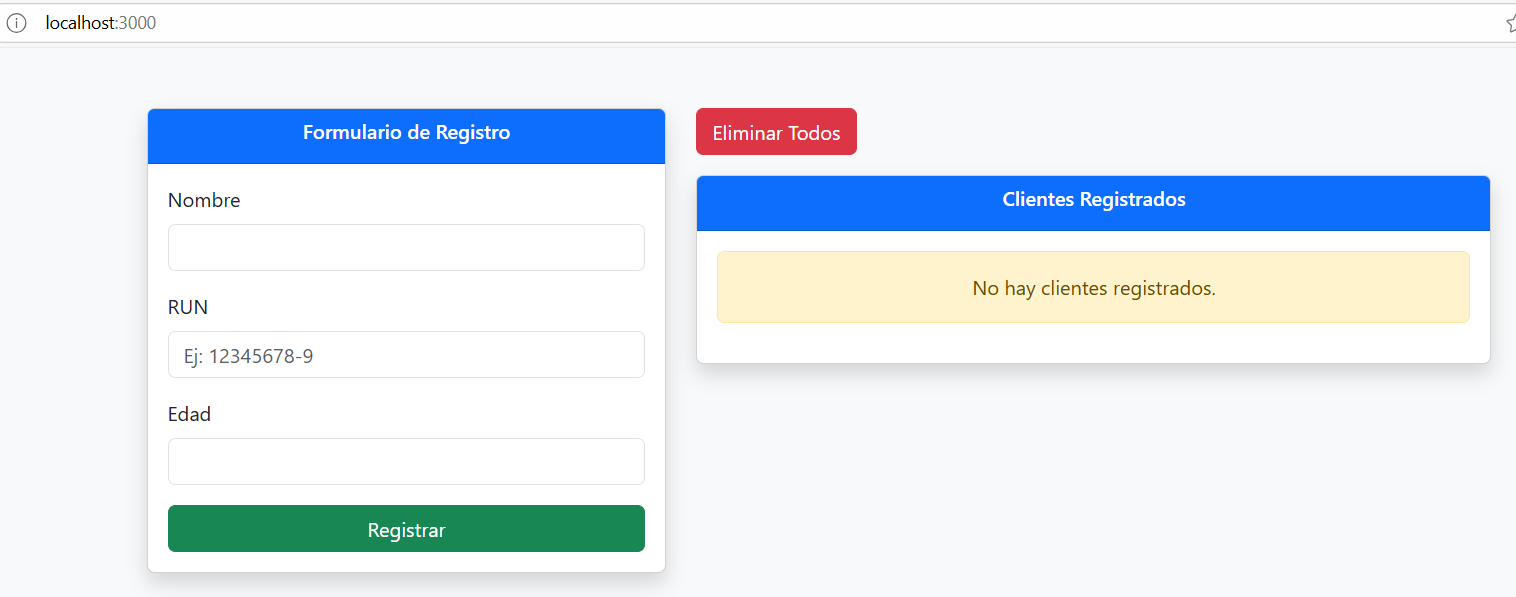 localhost:3000
Formulario de Registro
Nombre
RUN
Ej: 12345678-9
Edad
Registrar
Eliminar Todos
Clientes Registrados
No hay clientes registrados.